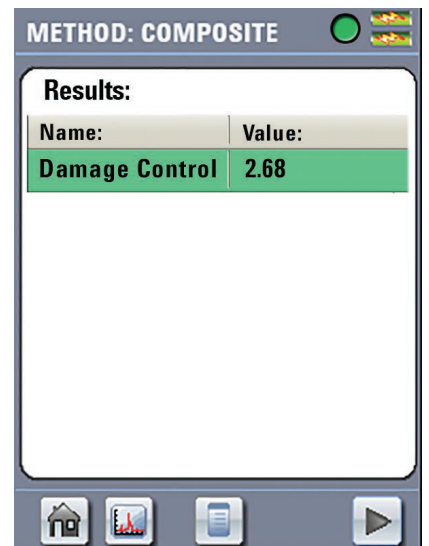 METHOD: COMPOSITE
Results:
Name: Value:
Damage Control 2.68